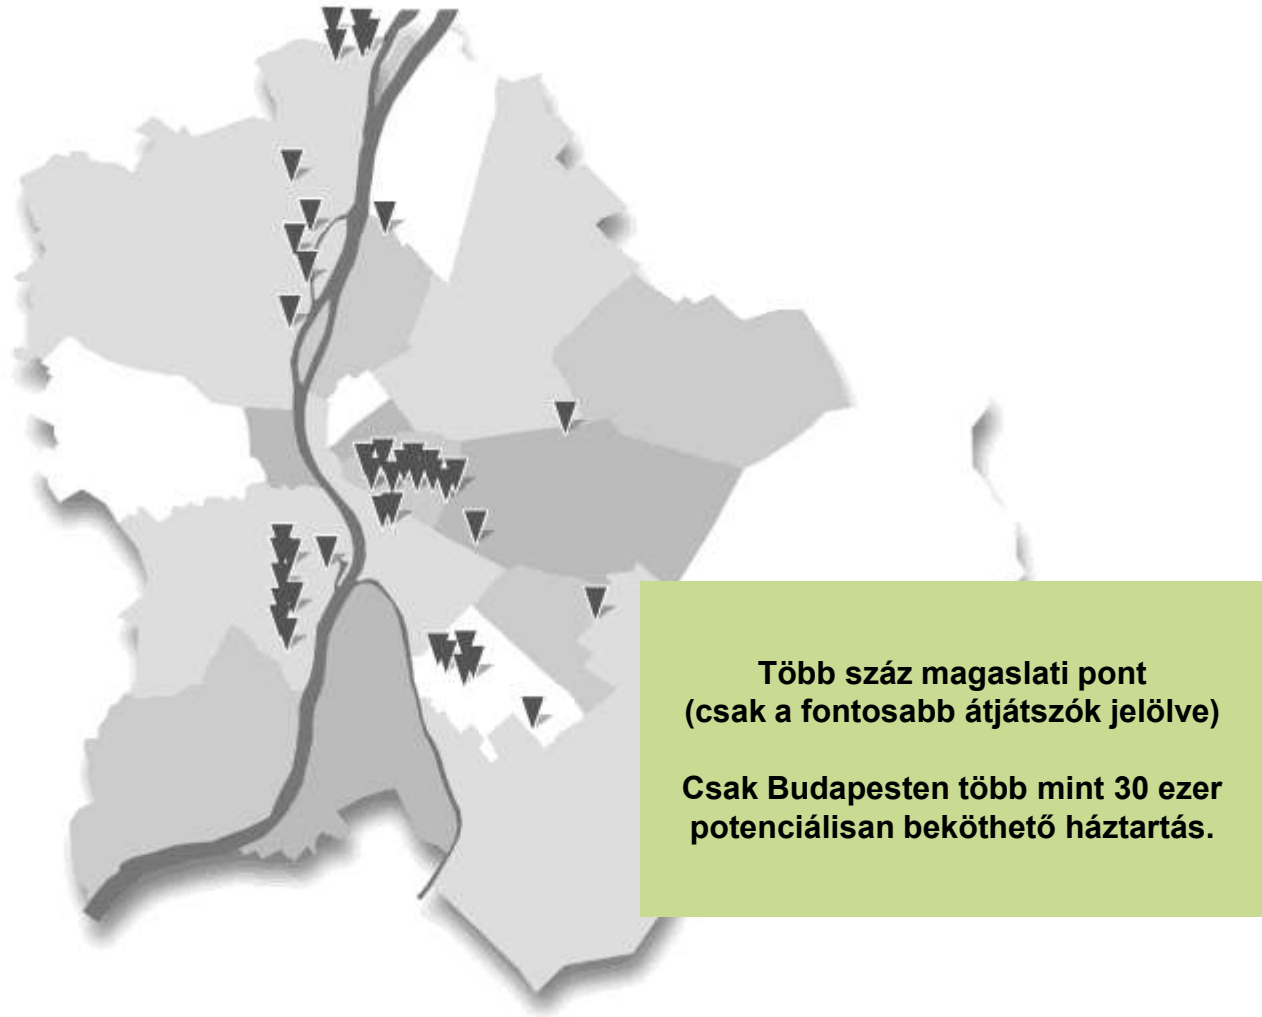 Több száz magaslati pont
(csak a fontosabb átjátszók jelölve)
Csak Budapesten több mint 30 ezer
potenciálisan beköthető háztartás.